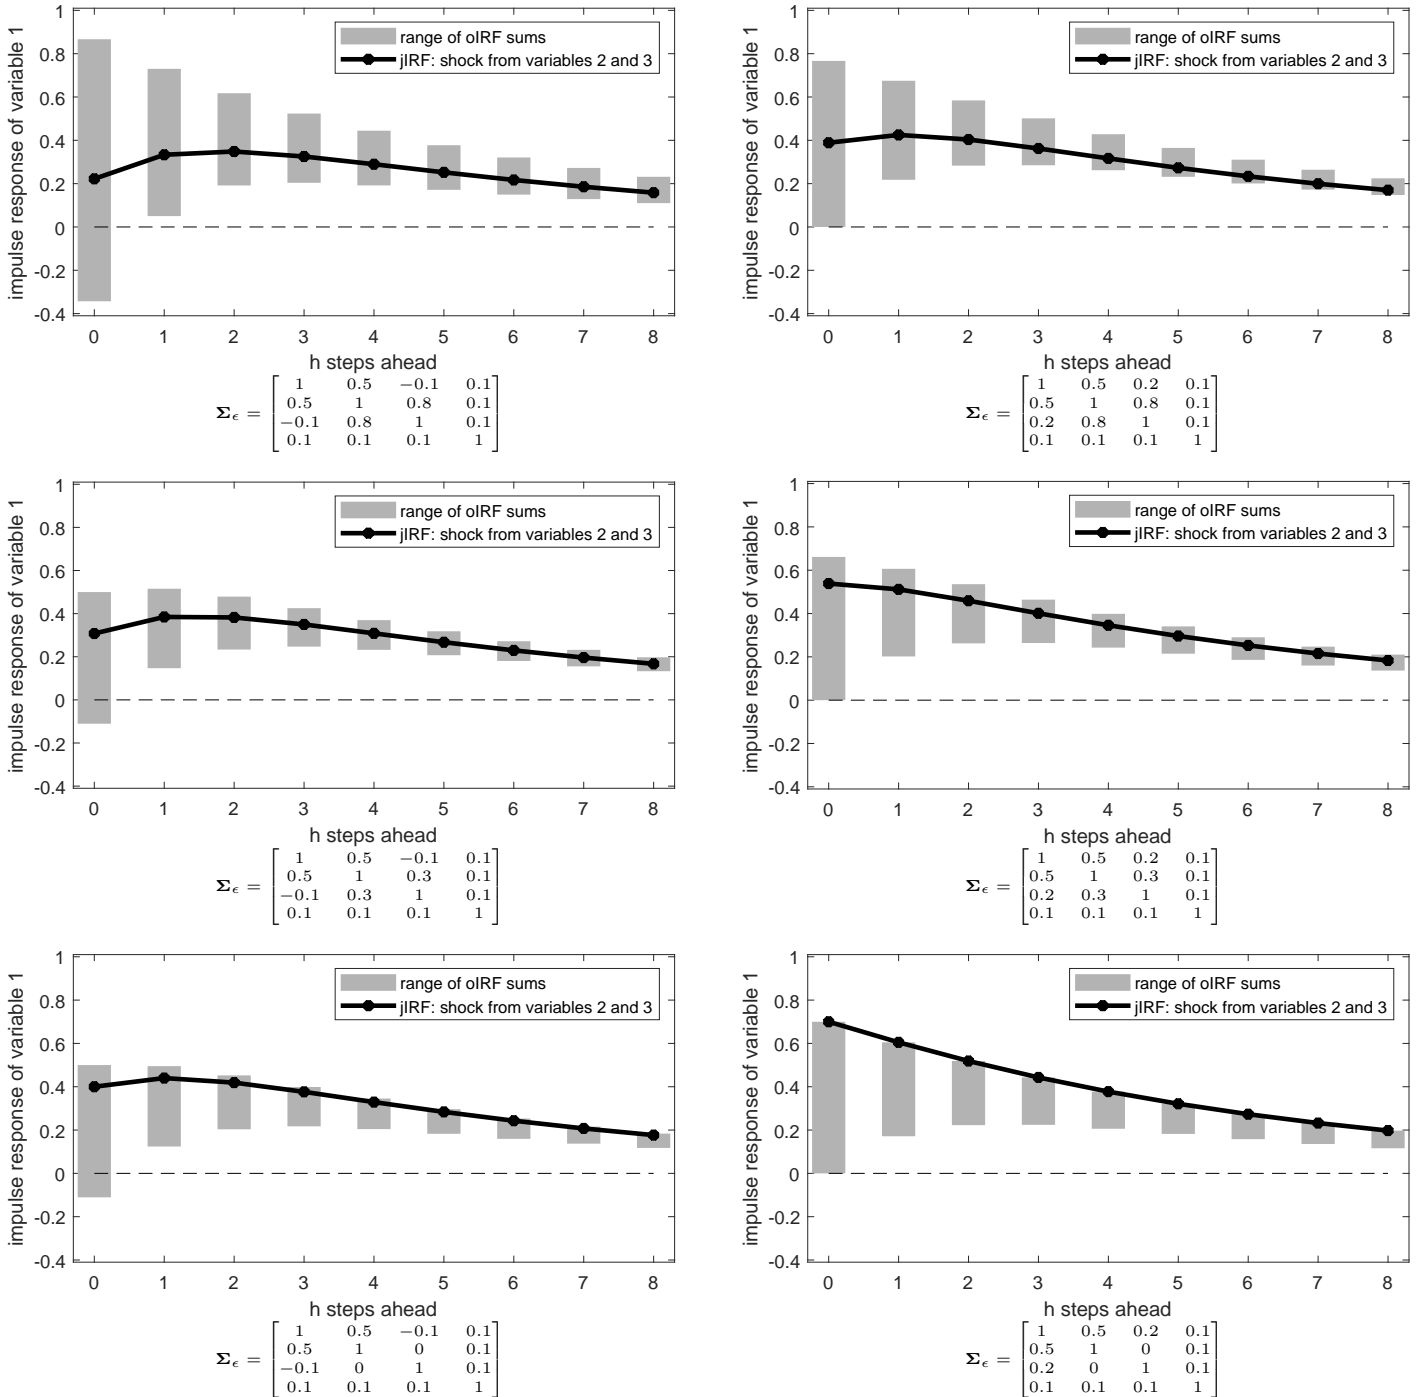 impulse response of variable 1
1
0.8
0.6
0.4
0.2
0
-0.2
-0.4
range of oIRF sums
jIRF: shock from variables 2 and 3
0 1 2 3 4 5 6 7 8
h steps ahead
Σϵ = [ 1 0.5 −0.1 0.1
0.5 1 0.8 0.1
−0.1 0.8 1 0.1
0.1 0.1 0.1 1 ]
impulse response of variable 1
1
0.8
0.6
0.4
0.2
0
-0.2
-0.4
range of oIRF sums
jIRF: shock from variables 2 and 3
0 1 2 3 4 5 6 7 8
h steps ahead
Σϵ = [ 1 0.5 0.2 0.1
0.5 1 0.8 0.1
0.2 0.8 1 0.1
0.1 0.1 0.1 1 ]
impulse response of variable 1
1
0.8
0.6
0.4
0.2
0
-0.2
-0.4
range of oIRF sums
jIRF: shock from variables 2 and 3
0 1 2 3 4 5 6 7 8
h steps ahead
Σϵ = [ 1 0.5 −0.1 0.1
0.5 1 0.3 0.1
−0.1 0.3 1 0.1
0.1 0.1 0.1 1 ]
impulse response of variable 1
1
0.8
0.6
0.4
0.2
0
-0.2
-0.4
range of oIRF sums
jIRF: shock from variables 2 and 3
0 1 2 3 4 5 6 7 8
h steps ahead
Σϵ = [ 1 0.5 0.2 0.1
0.5 1 0.3 0.1
0.2 0.3 1 0.1
0.1 0.1 0.1 1 ]
impulse response of variable 1
1
0.8
0.6
0.4
0.2
0
-0.2
-0.4
range of oIRF sums
jIRF: shock from variables 2 and 3
0 1 2 3 4 5 6 7 8
h steps ahead
Σϵ = [ 1 0.5 −0.1 0.1
0.5 1 0 0.1
−0.1 0 1 0.1
0.1 0.1 0.1 1 ]
impulse response of variable 1
1
0.8
0.6
0.4
0.2
0
-0.2
-0.4
range of oIRF sums
jIRF: shock from variables 2 and 3
0 1 2 3 4 5 6 7 8
h steps ahead
Σϵ = [ 1 0.5 0.2 0.1
0.5 1 0 0.1
0.2 0 1 0.1
0.1 0.1 0.1 1 ]